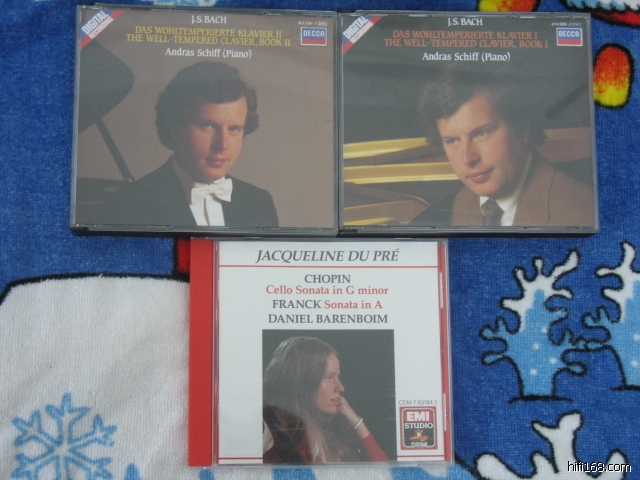 J.S. BACH
DAS WOHLTEMPERIERTE KLAVIER II
THE WELL-TEMPERED CLAVIER, BOOK II
Andras Schiff (Piano)
DIGITAL
DECCA
J.S. BACH
DAS WOHLTEMPERIERTE KLAVIER I
THE WELL-TEMPERED CLAVIER, BOOK I
Andras Schiff (Piano)
DIGITAL
DECCA
JACQUELINE DU PRÉ
CHOPIN
Cello Sonata in G minor
FRANCK Sonata in A
DANIEL BARENBOIM
EMI
STUDIO
DRM
hifi168.com